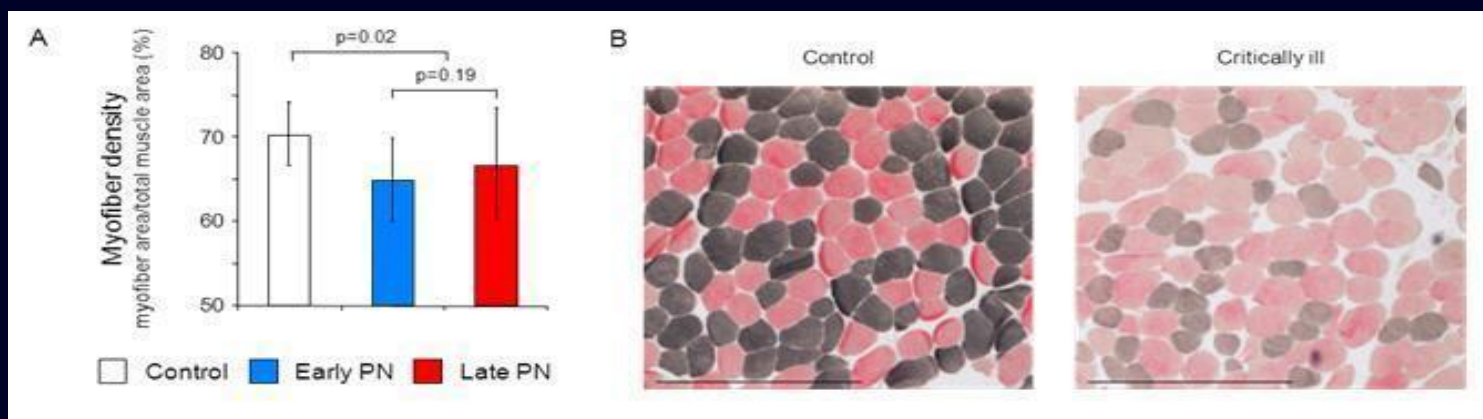 A
Myofiber density
myofiber area/total muscle area (%)
80
70
60
50
p=0.02
p=0.19
Control
Early PN
Late PN
B
Control
Critically ill